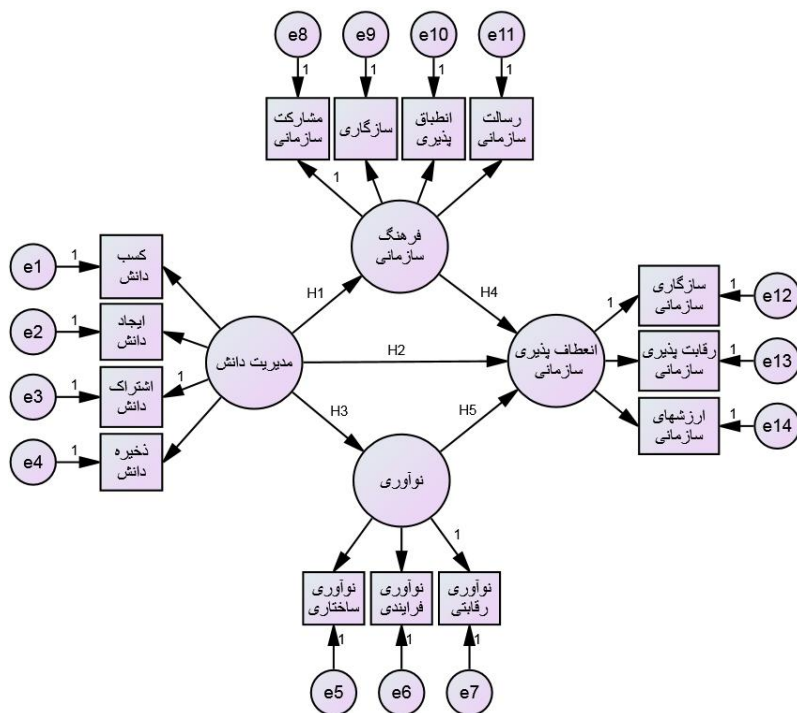 e8
e9
e10
e11
1
1
1
1
مشارکت
سازمانی
سازگاری
انطباق
پذیری
رسالت
سازمانی
1
فرهنگ
سازمانی
e1
1
کسب
دانش
e2
1
ایجاد
دانش
e3
1
اشتراک
دانش
1
e4
1
ذخیره
دانش
مدیریت دانش
H1
H2
H3
H4
H5
انعطاف پذیری
سازمانی
1
سازگاری
سازمانی
1
e12
رقابت پذیری
سازمانی
1
e13
ارزشهای
سازمانی
1
e14
نوآوری
1
نوآوری
ساختاری
نوآوری
فرایندی
نوآوری
رقابتی
1
1
1
e5
e6
e7